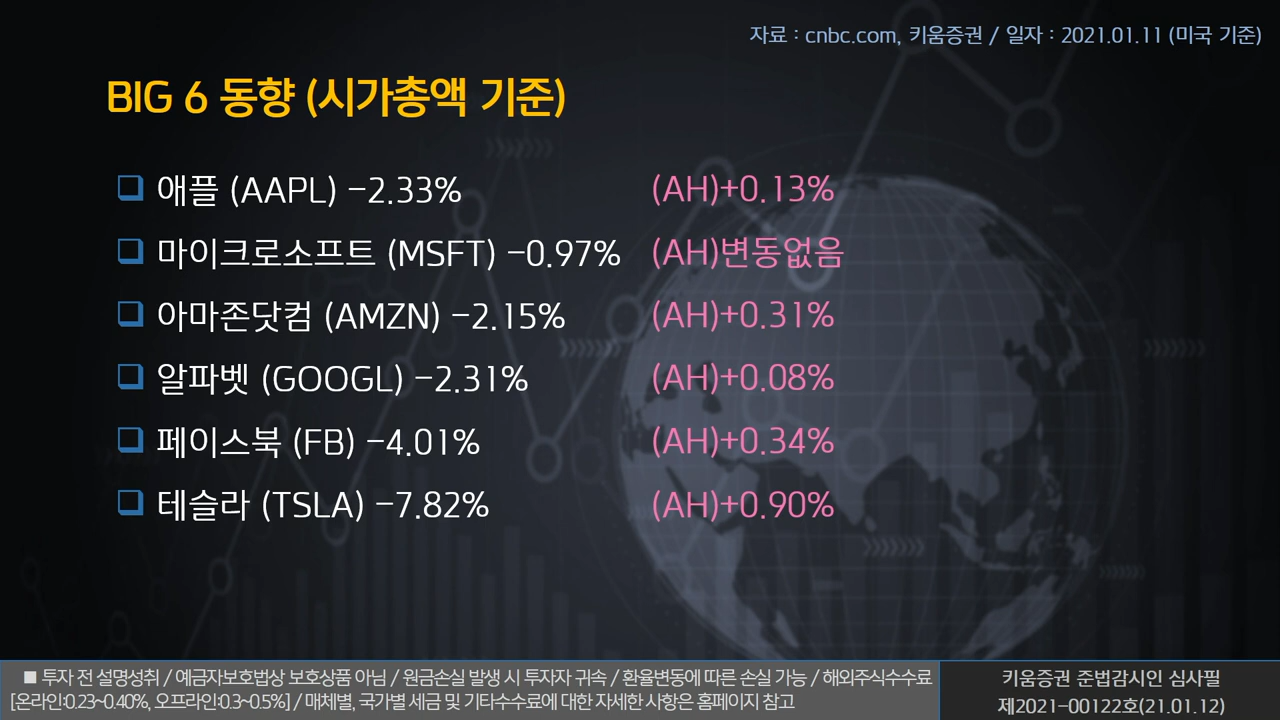 자료 : cnbc.com, 키움증권 / 일자 : 2021.01.11 (미국 기준)
BIG 6 동향 (시가총액 기준)
❑ 애플 (AAPL) -2.33% (AH)+0.13%
❑ 마이크로소프트 (MSFT) -0.97% (AH)변동없음
❑ 아마존닷컴 (AMZN) -2.15% (AH)+0.31%
❑ 알파벳 (GOOGL) -2.31% (AH)+0.08%
❑ 페이스북 (FB) -4.01% (AH)+0.34%
❑ 테슬라 (TSLA) -7.82% (AH)+0.90%
■ 투자 전 설명성취 / 예금자보호법상 보호상품 아님 / 원금손실 발생 시 투자자 귀속 / 환율변동에 따른 손실 가능 / 해외주식수수료
[온라인:0.23~0.40%, 오프라인:0.3~0.5%] / 매체별, 국가별 세금 및 기타수수료에 대한 자세한 사항은 홈페이지 참고
키움증권 준법감시인 심사필
제2021-00122호(21.01.12)